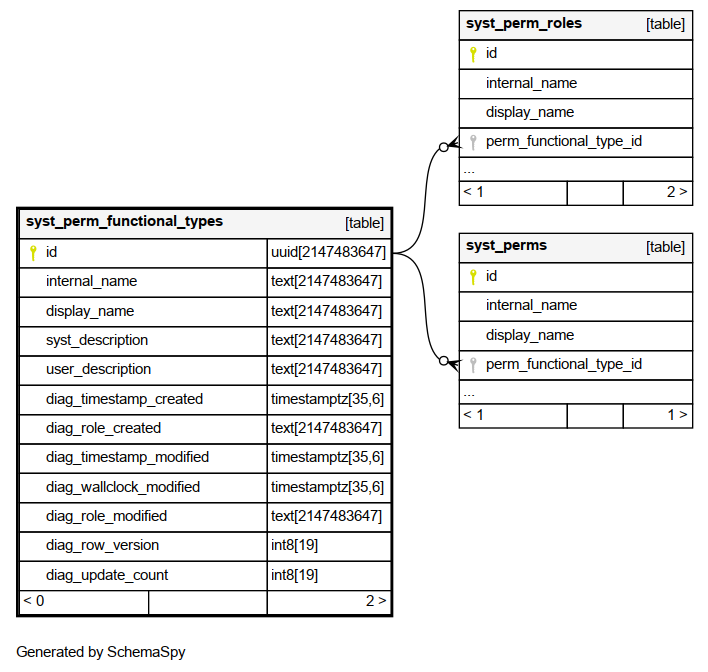 syst_perm_roles [table]
id
internal_name
display_name
perm_functional_type_id
...
< 1 2 >
syst_perm_functional_types [table]
id uuid[2147483647]
internal_name text[2147483647]
display_name text[2147483647]
syst_description text[2147483647]
user_description text[2147483647]
diag_timestamp_created timestamptz[35,6]
diag_role_created text[2147483647]
diag_timestamp_modified timestamptz[35,6]
diag_wallclock_modified timestamptz[35,6]
diag_role_modified text[2147483647]
diag_row_version int8[19]
diag_update_count int8[19]
< 0 2 >
syst_perms [table]
id
internal_name
display_name
perm_functional_type_id
...
< 1 1 >
Generated by SchemaSpy